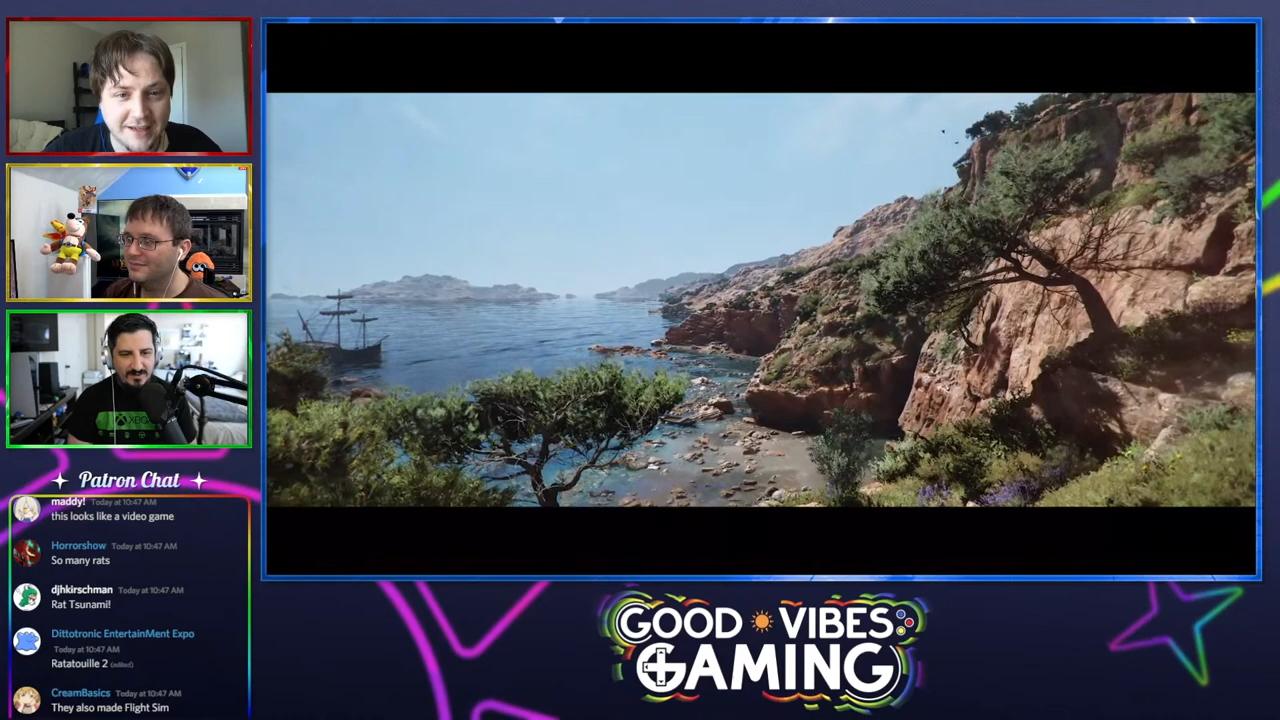 Patron Chat
maddy! Today at 10:47 AM
this looks like a video game
Horrorshow Today at 10:47 AM
So many rats
djhkirschman Today at 10:47 AM
Rat Tsunami!
Dittotronic EntertainMent Expo
Today at 10:47 AM
Ratatouille 2 (edited)
CreamBasics Today at 10:47 AM
They also made Flight Sim
XBOX
GOOD VIBES
GAMING